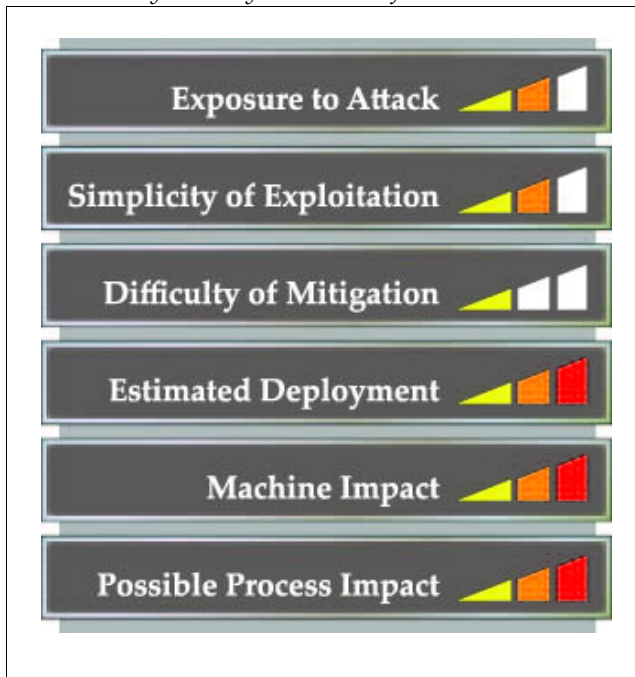 Exposure to Attack
Simplicity of Exploitation
Difficulty of Mitigation
Estimated Deployment
Machine Impact
Possible Process Impact